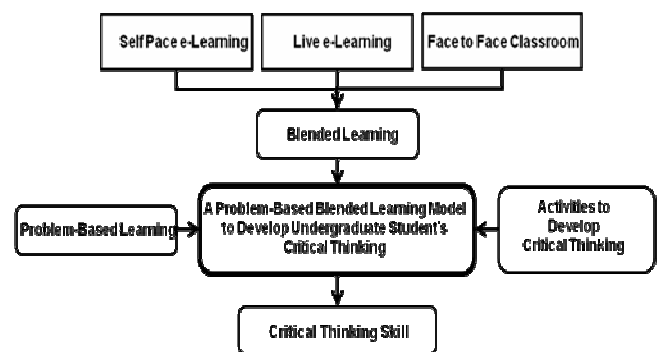 Self Pace e-Learning
Live e-Learning
Face to Face Classroom
Blended Learning
Problem-Based Learning
A Problem-Based Blended Learning Model
to Develop Undergraduate Student's
Critical Thinking
Activities to
Develop
Critical Thinking
Critical Thinking Skill